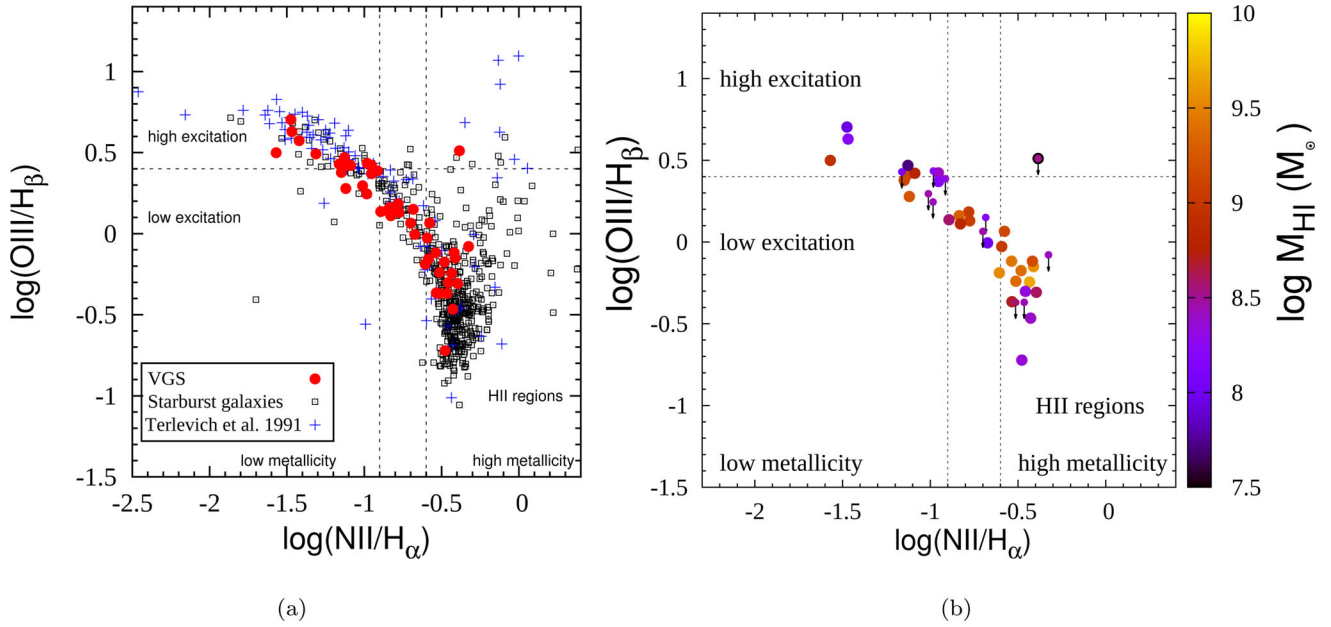 1
0.5
0
-0.5
-1
-1.5
-2.5
-2
-1.5
-1
-0.5
0
log(OIII/Hβ)
log(NII/Hα)
high excitation
low excitation
VGS
Starburst galaxies
Terlevich et al. 1991
HII regions
low metallicity
high metallicity
(a)
1
0.5
0
-0.5
-1
-1.5
-2
-1.5
-1
-0.5
0
log(OIII/Hβ)
log(NII/Hα)
high excitation
low excitation
HII regions
low metallicity
high metallicity
10
9.5
9
8.5
8
7.5
log MHI (M⊙)
(b)